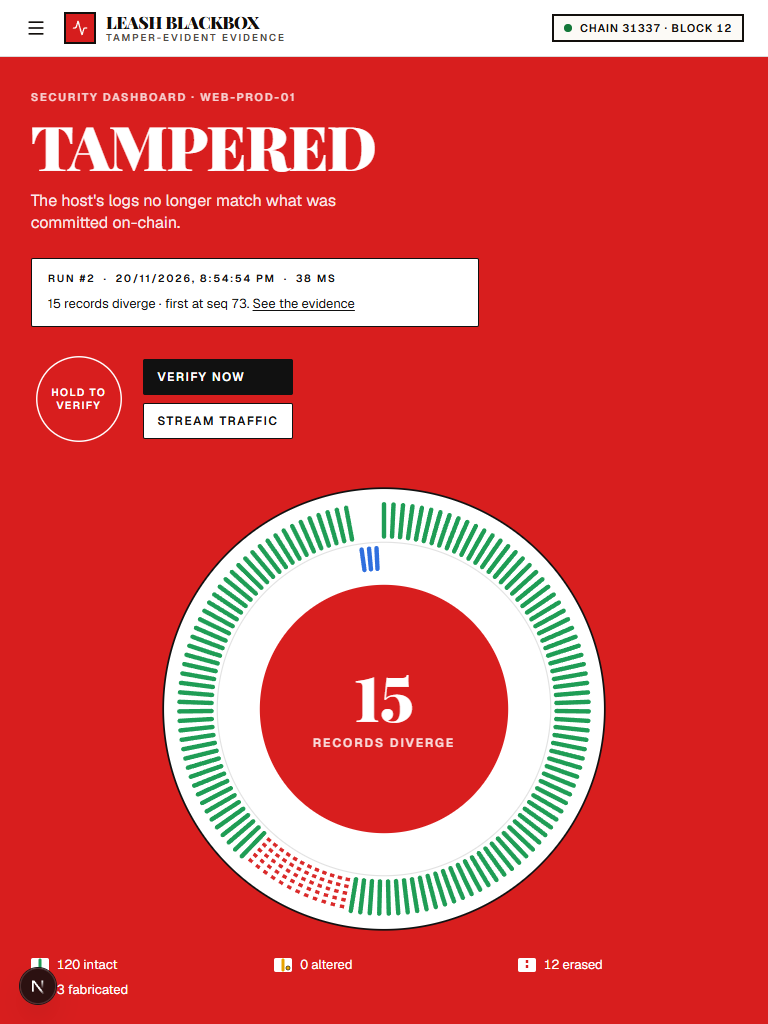 LEASH BLACKBOX
TAMPER-EVIDENT EVIDENCE
CHAIN 31337 · BLOCK 12
SECURITY DASHBOARD · WEB-PROD-01
TAMPERED
The host's logs no longer match what was
committed on-chain.
RUN #2 · 20/11/2026, 8:54:54 PM · 38 MS
15 records diverge · first at seq 73. See the evidence
HOLD TO
VERIFY
VERIFY NOW
STREAM TRAFFIC
15
RECORDS DIVERGE
120 intact
0 altered
12 erased
3 fabricated
N